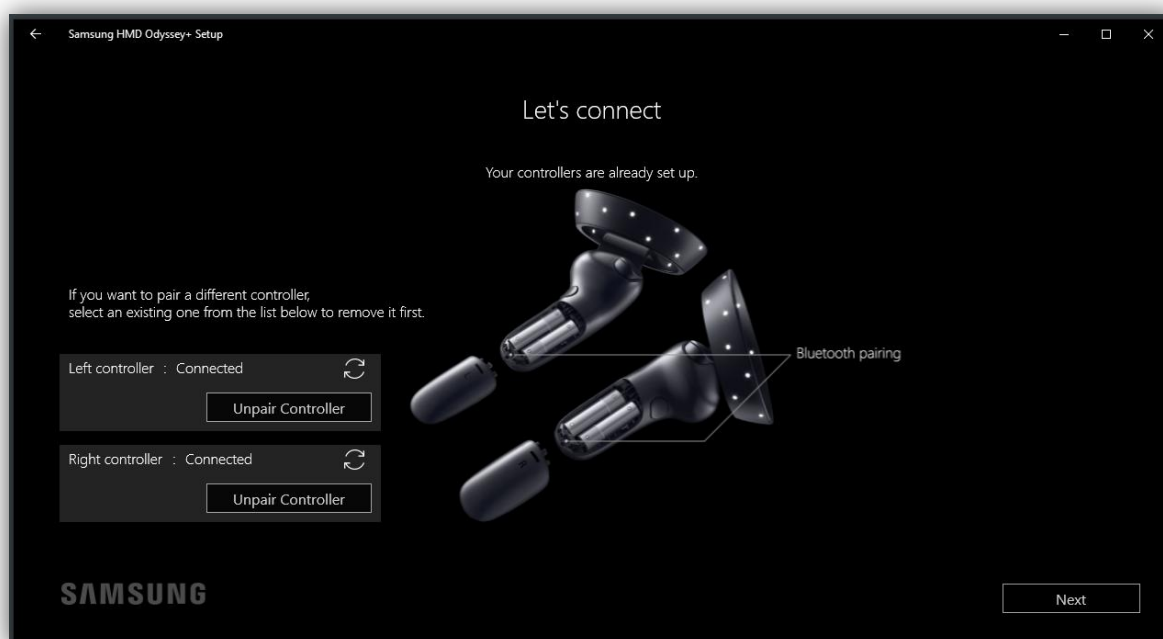 Samsung HMD Odyssey+ Setup
Let's connect
Your controllers are already set up.
If you want to pair a different controller,
select an existing one from the list below to remove it first.
Left controller : Connected
Unpair Controller
Bluetooth pairing
Right controller : Connected
Unpair Controller
SAMSUNG
Next